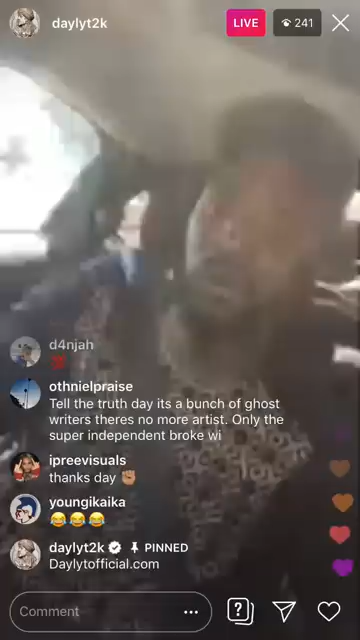 daylyt2k
LIVE
241
d4njah
💯
othnielpraise
Tell the truth day its a bunch of ghost
writers theres no more artist. Only the
super independent broke wi
ipreevisuals
thanks day ✊🏽
youngikaika
😂😂😂
daylyt2k PINNED
Daylytofficial.com
Comment